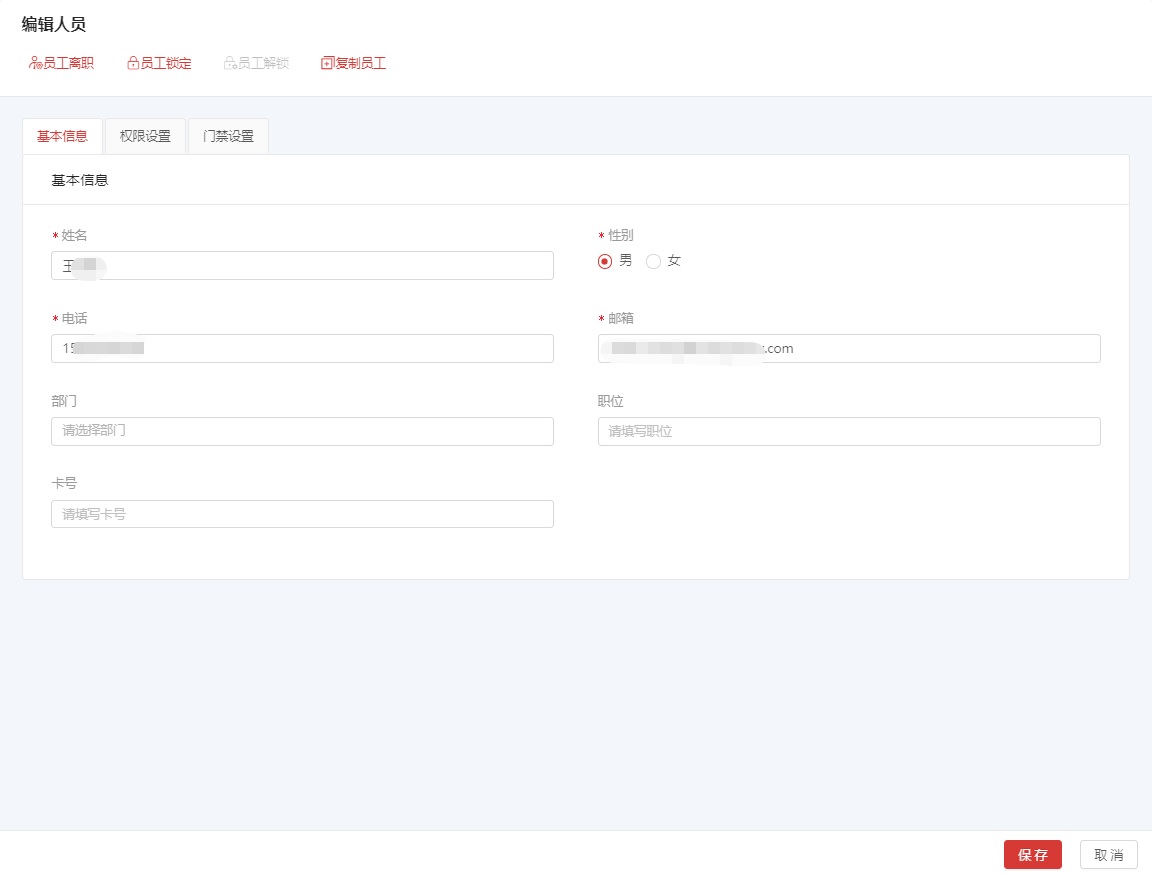 编辑人员
员工离职 员工锁定 员工解锁 复制员工
基本信息 权限设置 门禁设置
基本信息
* 姓名 * 性别
王 男 女
* 电话 * 邮箱
15 .com
部门 职位
请选择部门 请填写职位
卡号
请填写卡号
保存 取消